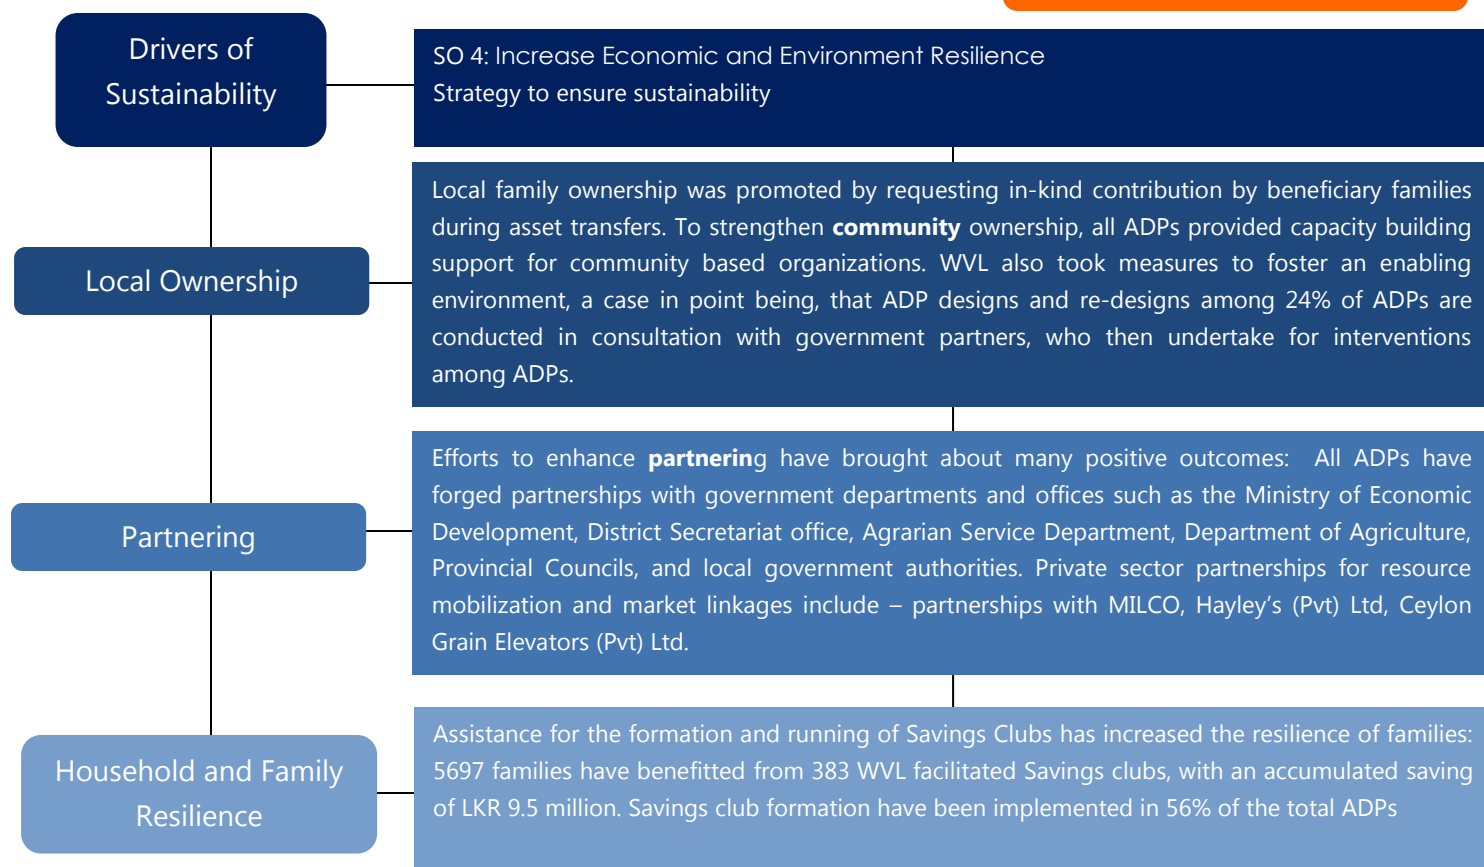 Drivers of
Sustainability
SO 4: Increase Economic and Environment Resilience
Strategy to ensure sustainability
Local Ownership
Local family ownership was promoted by requesting in-kind contribution by beneficiary families
during asset transfers. To strengthen community ownership, all ADPs provided capacity building
support for community based organizations. WVL also took measures to foster an enabling
environment, a case in point being, that ADP designs and re-designs among 24% of ADPs are
conducted in consultation with government partners, who then undertake for interventions
among ADPs.
Partnering
Efforts to enhance partnering have brought about many positive outcomes: All ADPs have
forged partnerships with government departments and offices such as the Ministry of Economic
Development, District Secretariat office, Agrarian Service Department, Department of Agriculture,
Provincial Councils, and local government authorities. Private sector partnerships for resource
mobilization and market linkages include – partnerships with MILCO, Hayley’s (Pvt) Ltd, Ceylon
Grain Elevators (Pvt) Ltd.
Household and Family
Resilience
Assistance for the formation and running of Savings Clubs has increased the resilience of families:
5697 families have benefitted from 383 WVL facilitated Savings clubs, with an accumulated saving
of LKR 9.5 million. Savings club formation have been implemented in 56% of the total ADPs